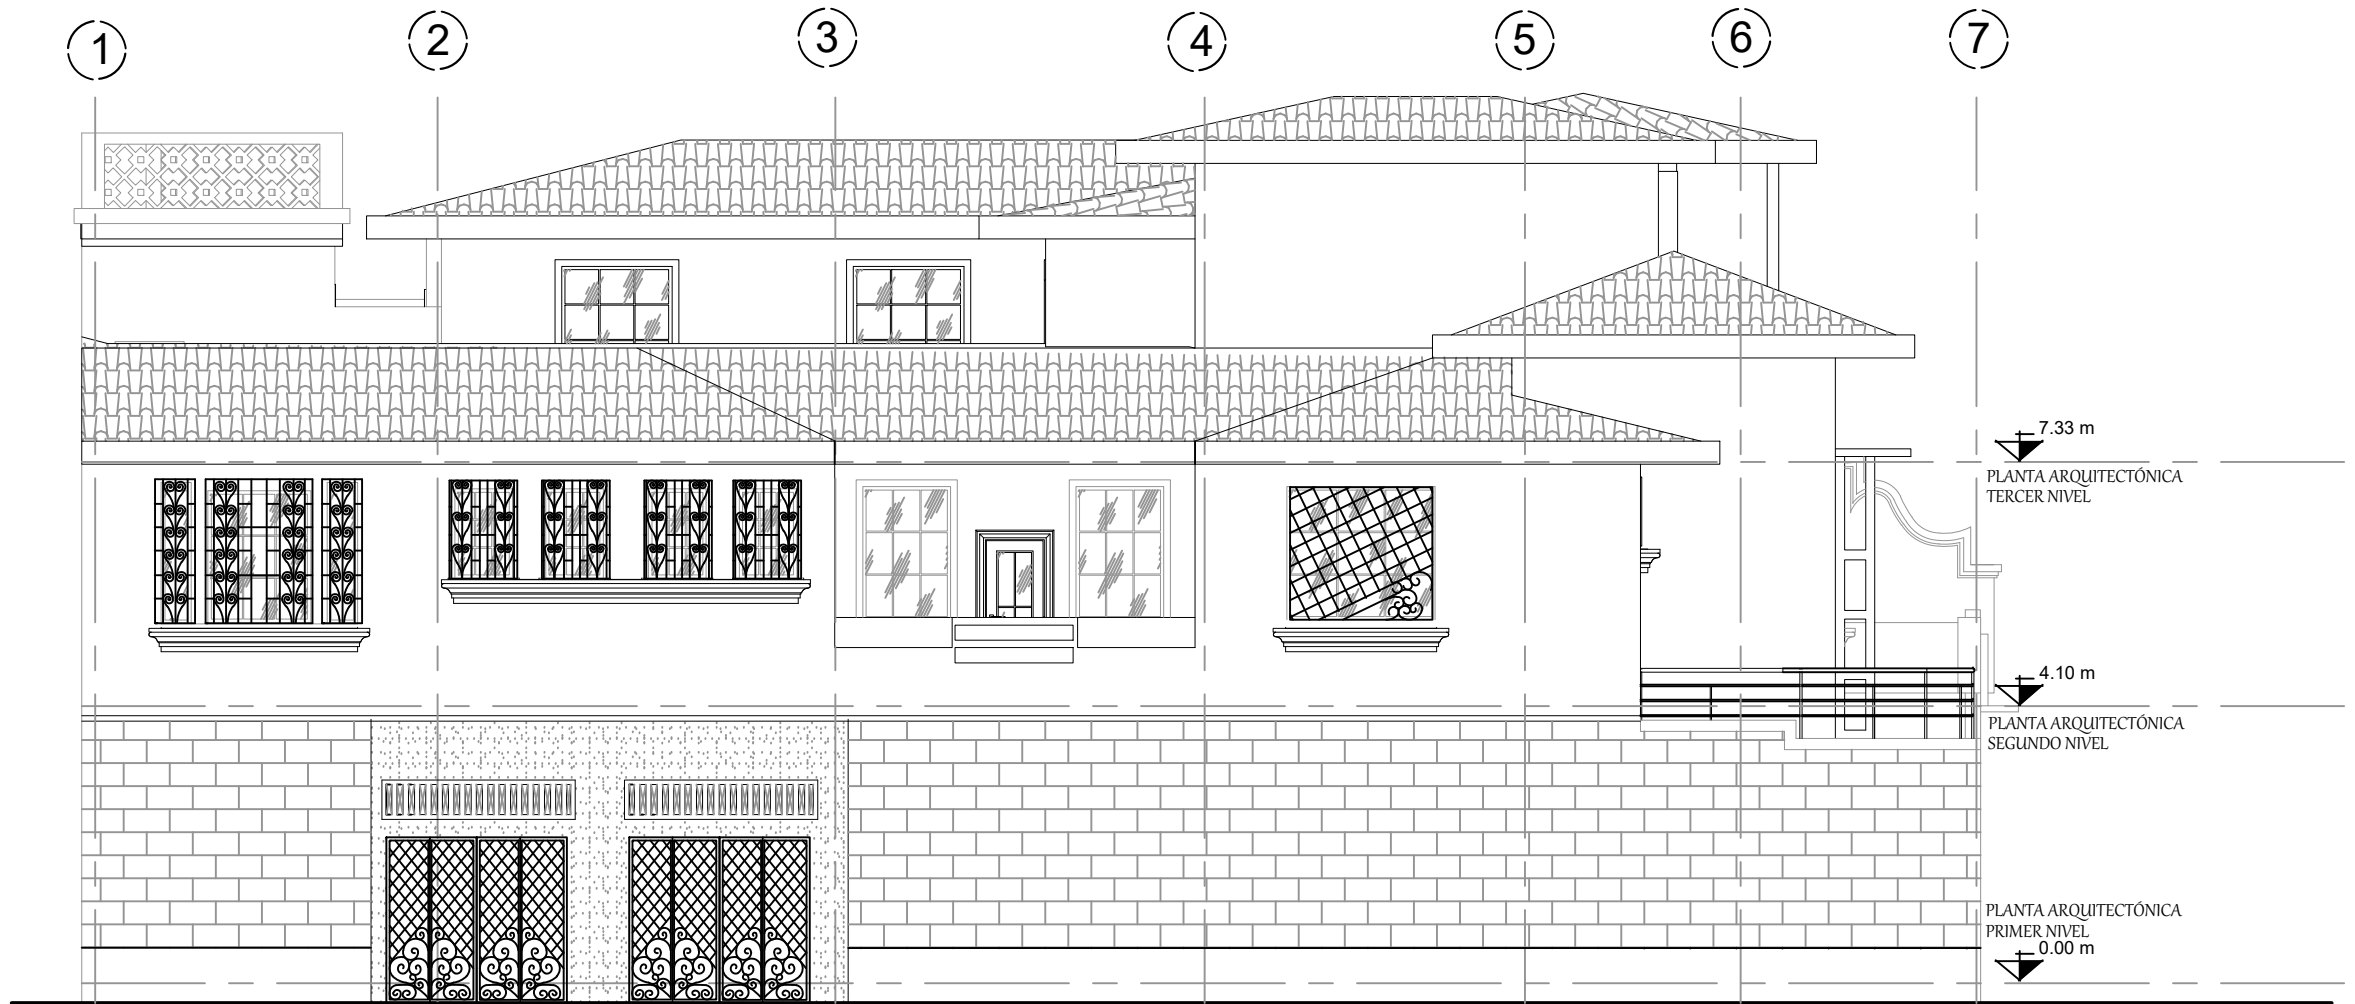 1 2 3 4 5 6 7
7.33 m
PLANTA ARQUITECTÓNICA
TERCER NIVEL
4.10 m
PLANTA ARQUITECTÓNICA
SEGUNDO NIVEL
PLANTA ARQUITECTÓNICA
PRIMER NIVEL
0.00 m